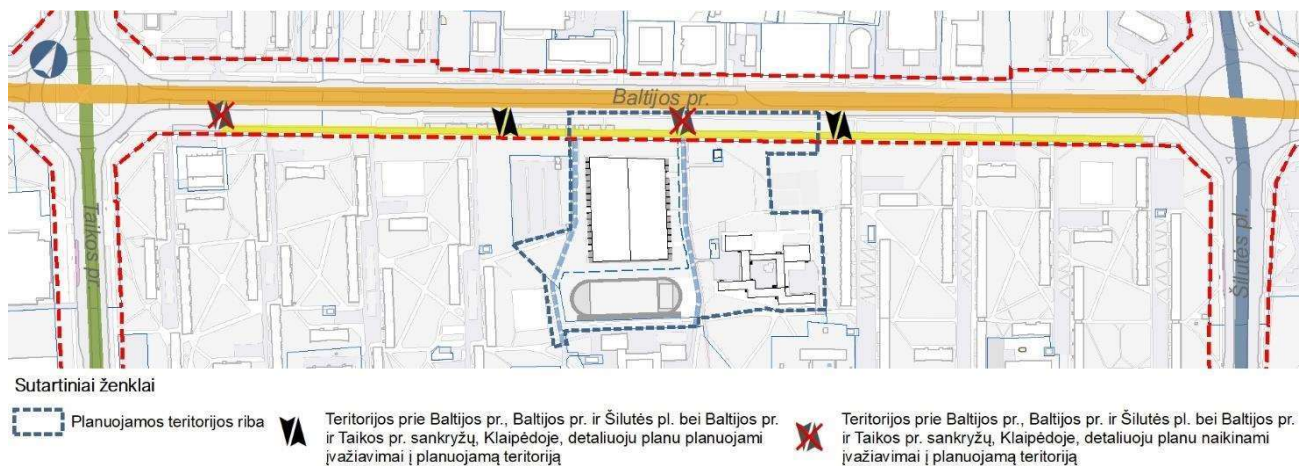 Baltijos pr.
Taikos pr.
Šilutės pl.
Sutartiniai ženklai
Planuojamos teritorijos riba
Teritorijos prie Baltijos pr., Baltijos pr. ir Šilutės pl. bei Baltijos pr.
ir Taikos pr. sankryžų, Klaipėdoje, detaliuoju planu planuojami
įvažiavimai į planuojamą teritoriją
Teritorijos prie Baltijos pr., Baltijos pr. ir Šilutės pl. bei Baltijos pr.
ir Taikos pr. sankryžų, Klaipėdoje, detaliuoju planu naikinami
įvažiavimai į planuojamą teritoriją